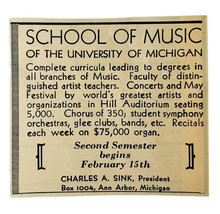 SCHOOL OF MUSIC
OF THE UNIVERSITY OF MICHIGAN
Complete curricula leading to degrees in
all branches of Music. Faculty of distin-
guished artist teachers. Concerts and May
Festival by world's greatest artists and
organizations in Hill Auditorium seating
5,000. Chorus of 350; student symphony
orchestras, glee clubs, bands, etc. Recitals
each week on $75,000 organ.
Second Semester
begins
February 15th
CHARLES A. SINK, President
Box 1004, Ann Arbor, Michigan